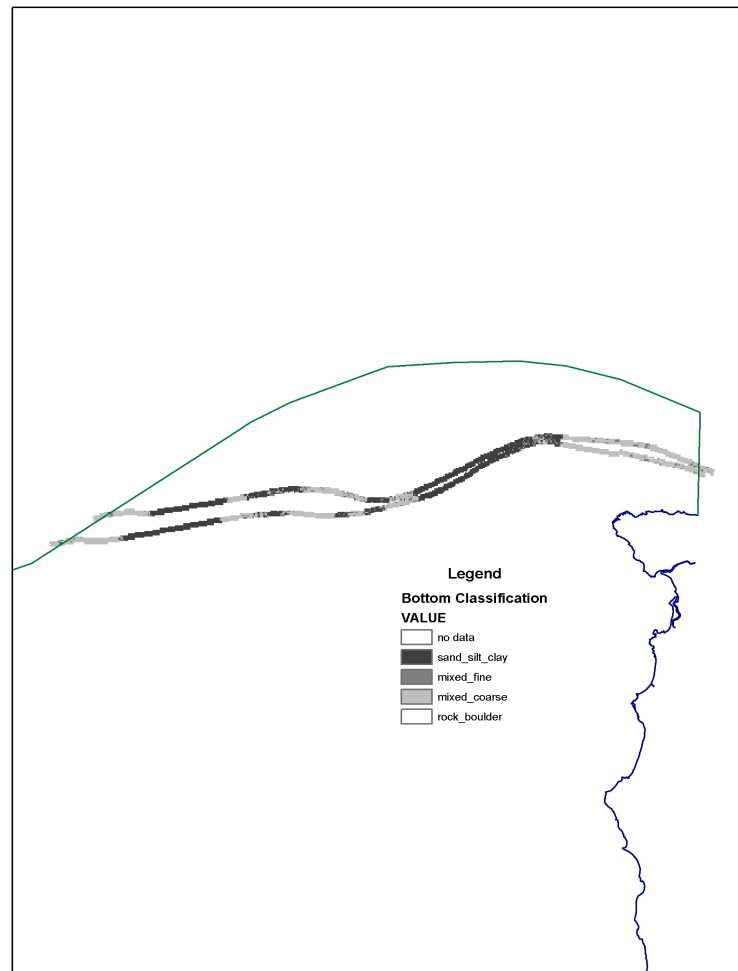 Legend
Bottom Classification
VALUE
no data
sand_silt_clay
mixed_fine
mixed_coarse
rock_boulder